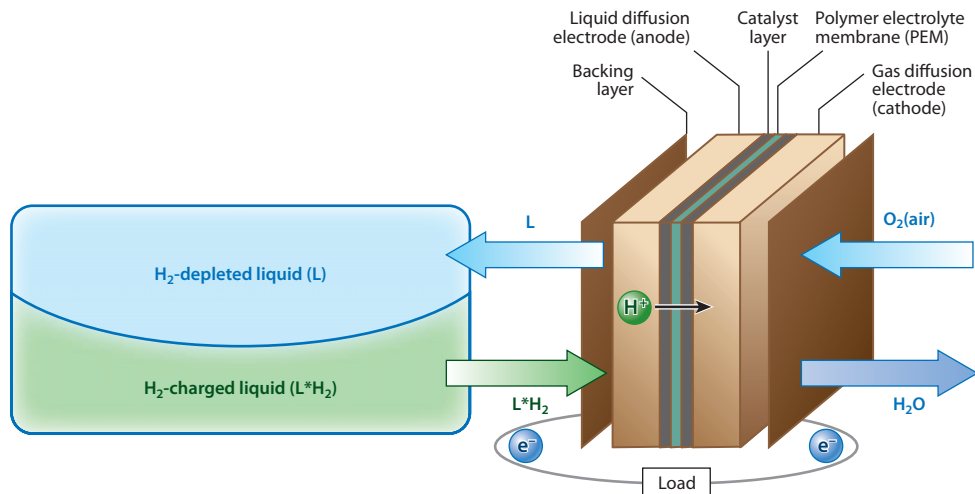 Liquid diffusion
electrode (anode)
Catalyst
layer
Polymer electrolyte
membrane (PEM)
Backing
layer
Gas diffusion
electrode
(cathode)
L
O₂(air)
H₂-depleted liquid (L)
H⁺
H₂-charged liquid (L*H₂)
L*H₂
H₂O
e⁻
e⁻
Load